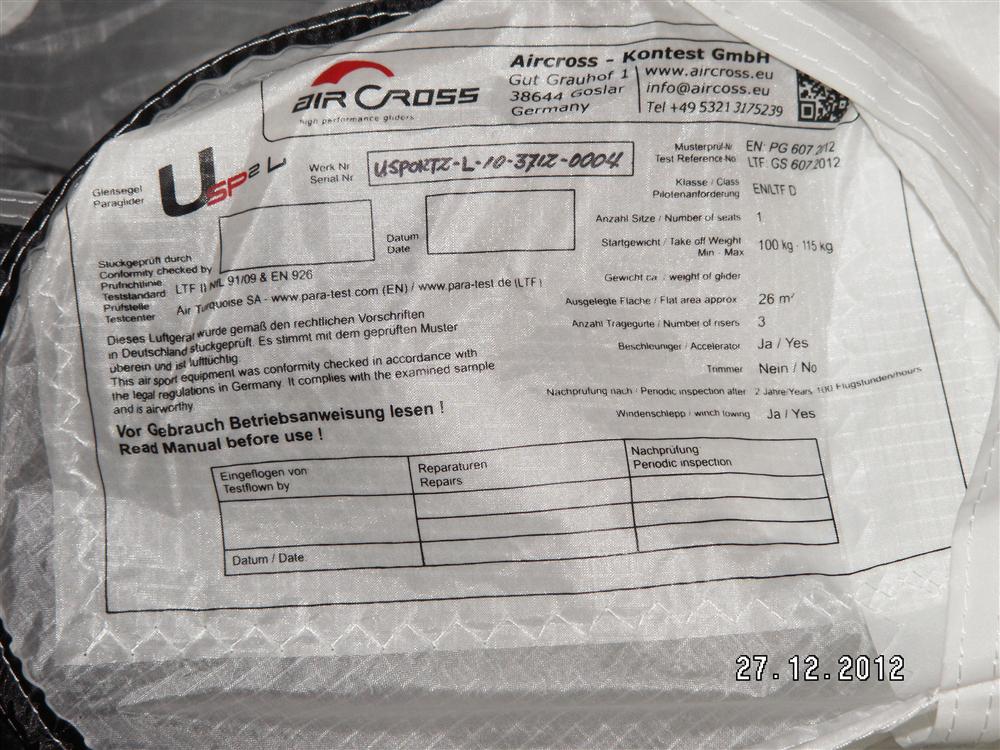 AIRCROSS
high performance gliders
Aircross - Kontest GmbH
Gut Grauhof 1
38644 Goslar
Germany
www.aircross.eu
info@aircoss.eu
Tel +49 5321 3175239
Gleitsegel
Paraglider
USP2 L
Werk Nr
Serial Nr
USPORT2-L-10-3712-0004
Datum
Date
Stückgeprüft durch
Conformity checked by
Prüfrichtlinie
Teststandard
LTF II NfL 91/09 & EN 926
Prüfstelle
Testcenter
Air Turquoise SA - www.para-test.com (EN) / www.para-test.de (LTF)
Dieses Luftgerät wurde gemäß den rechtlichen Vorschriften
in Deutschland stückgeprüft. Es stimmt mit dem geprüften Muster
überein und ist lufttüchtig
This air sport equipment was conformity checked in accordance with
the legal regulations in Germany. It complies with the examined sample
and is airworthy
Vor Gebrauch Betriebsanweisung lesen !
Read Manual before use !
Musterprüf-Nr
Test Reference-No
EN: PG 607 2012
LTF: GS 607 2012
Klasse / Class
Pilotenanforderung
EN/LTF D
Anzahl Sitze / Number of seats 1
Startgewicht / Take off Weight
Min - Max
100 kg - 115 kg
Gewicht ca / weight of glider
Ausgelegte Fläche / Flat area approx 26 m²
Anzahl Tragegurte / Number of risers 3
Beschleuniger / Accelerator Ja / Yes
Trimmer Nein / No
Nachprüfung nach - Periodic inspection after 2 Jahre/Years 100 Flugstunden/hours
Windenschlepp / winch towing Ja / Yes
Eingeflogen von
Testflown by
Datum / Date:
Reparaturen
Repairs
Nachprüfung
Periodic inspection
27.12.2012